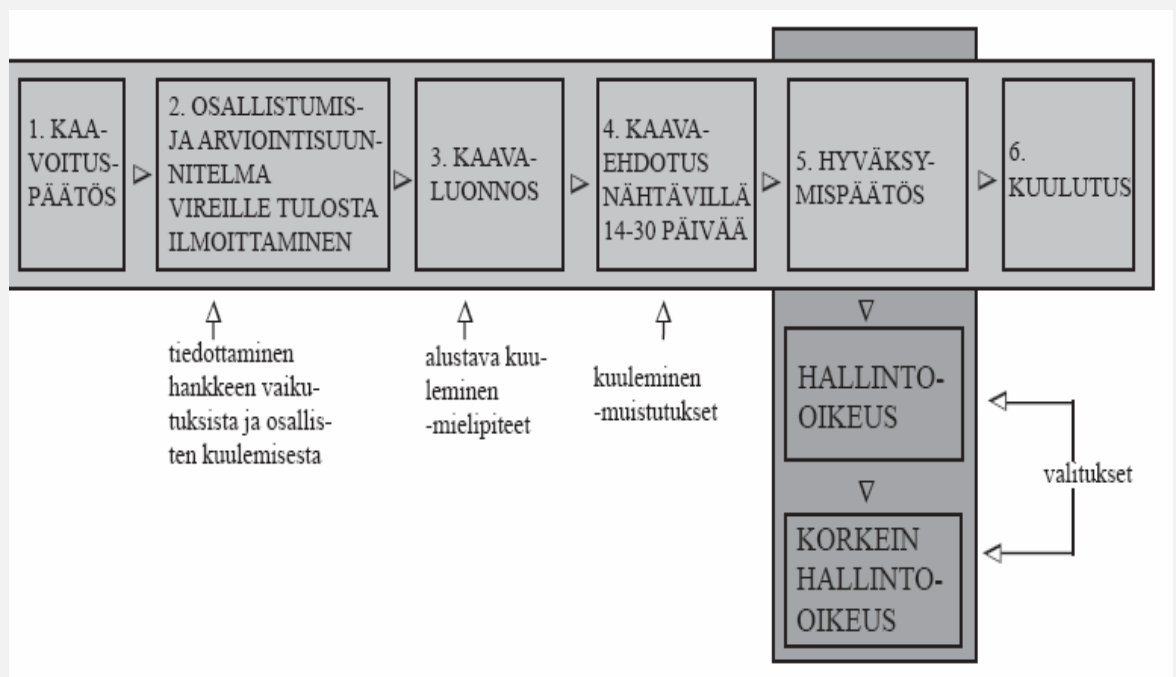 1. KAA-
VOITUS-
PÄÄTÖS
2. OSALLISTUMIS-
JA ARVIOINTISUUN-
NITELMA
VIREILLE TULOSTA
ILMOITTAMINEN
3. KAAVA-
LUONNOS
4. KAAVA-
EHDOTUS
NÄHTÄVILLÄ
14-30 PÄIVÄÄ
5. HYVÄKSY-
MISPÄÄTÖS
6.
KUULUTUS
tiedottaminen
hankkeen vaiku-
tuksista ja osallis-
ten kuulemisesta
alustava kuu-
leminen
-mielipiteet
kuuleminen
-muistutukset
HALLINTO-
OIKEUS
KORKEIN
HALLINTO-
OIKEUS
valitukset